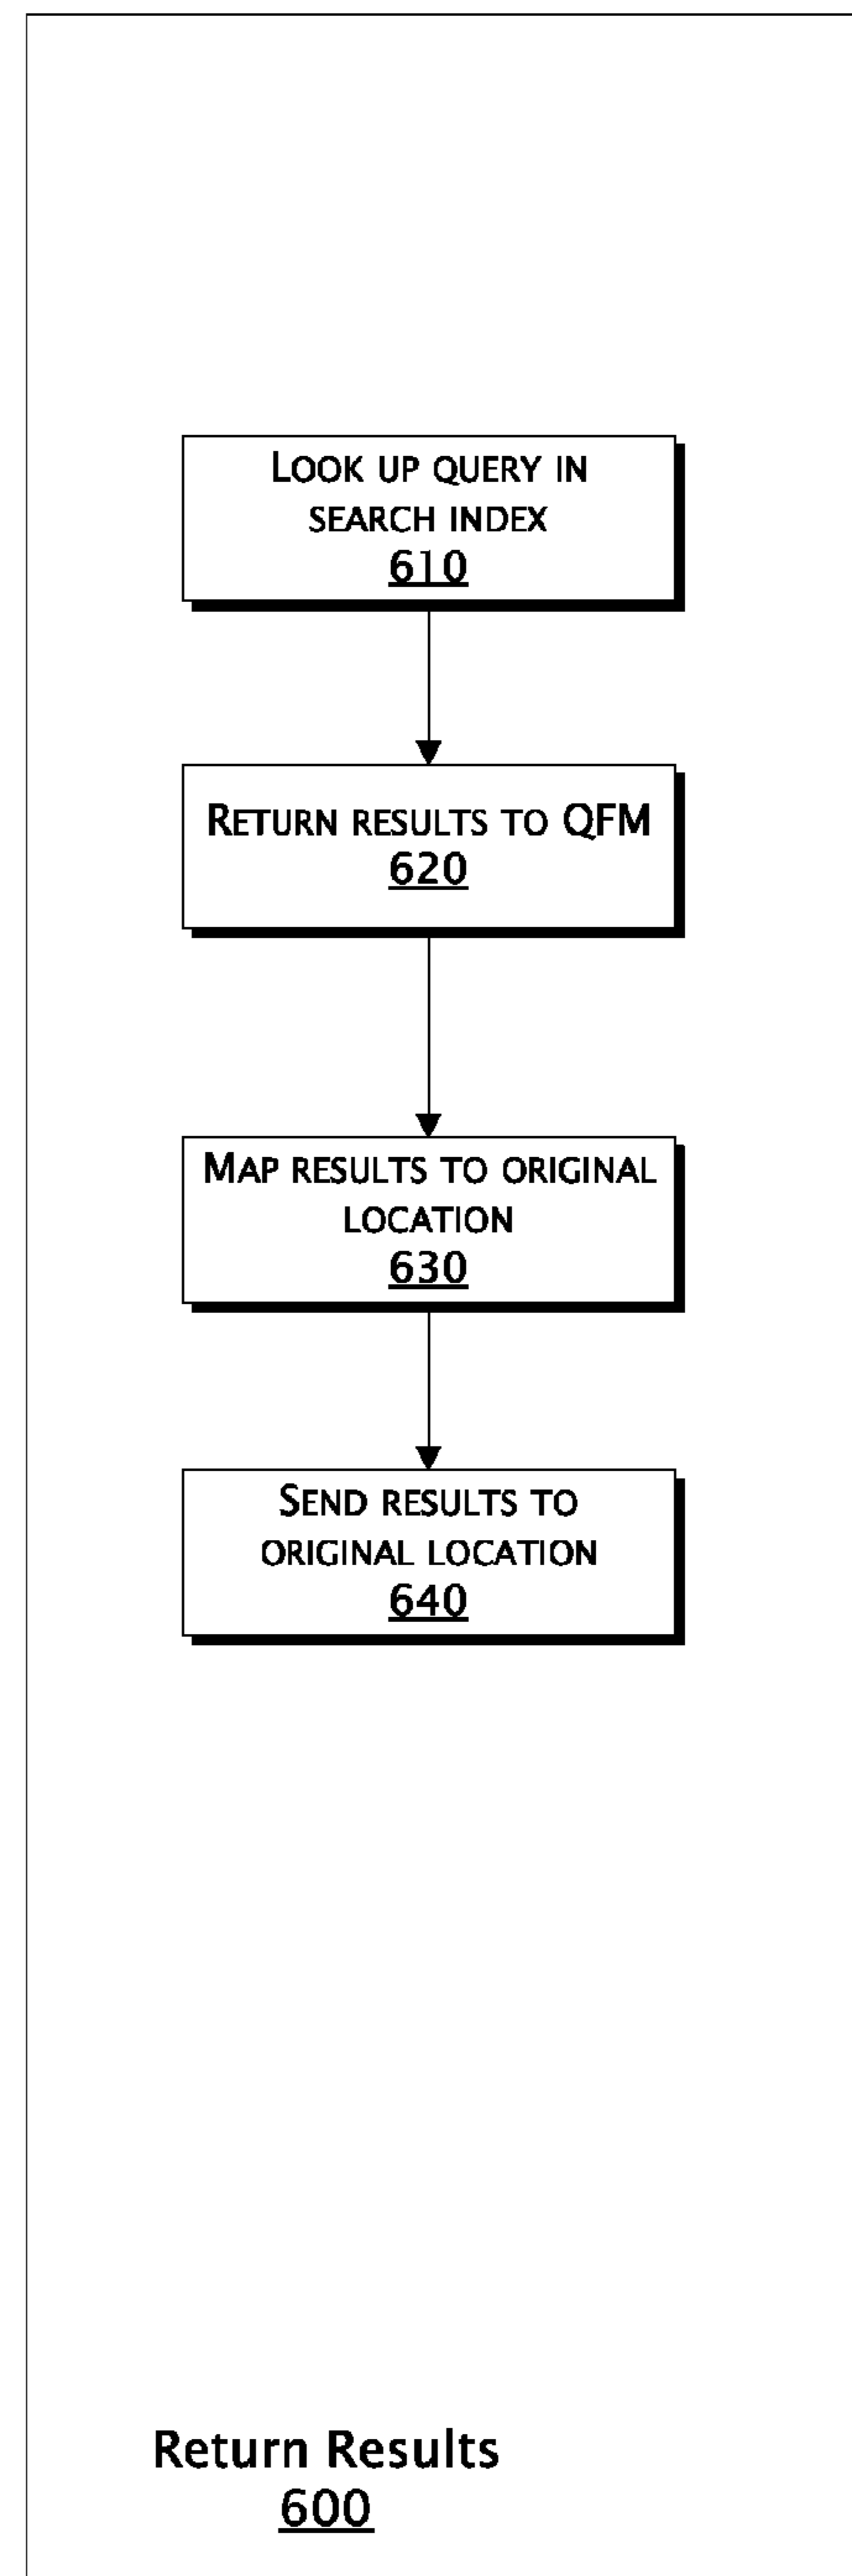 Look up query in
search index
610
Return results to QFM
620
Map results to original
location
630
Send results to
original location
640
Return Results
600